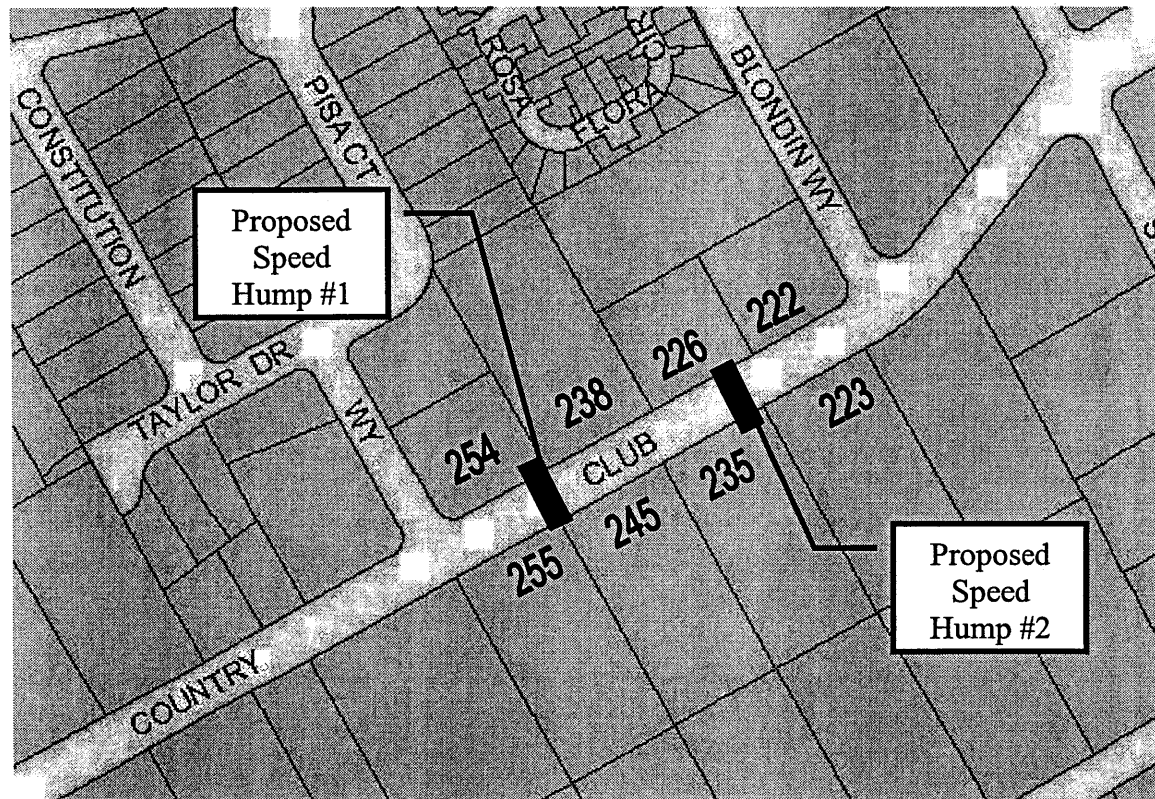 CONSTITUTION
PISA CT
ROSA
FLORA
CIR
BLONDIN WY
Proposed
Speed
Hump #1
TAYLOR DR
WY
254
238
226
222
CLUB
223
235
245
255
Proposed
Speed
Hump #2
COUNTRY
S